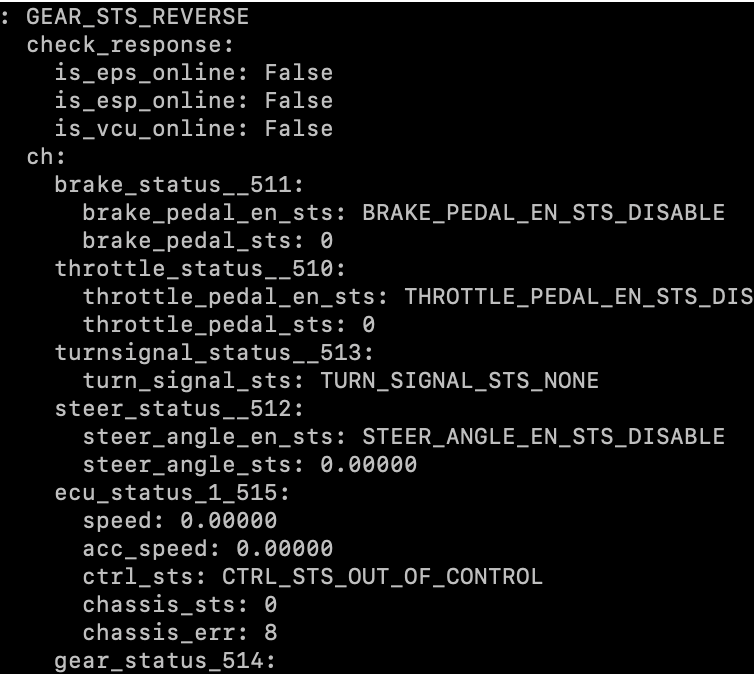 : GEAR_STS_REVERSE
check_response:
is_eps_online: False
is_esp_online: False
is_vcu_online: False
ch:
brake_status__511:
brake_pedal_en_sts: BRAKE_PEDAL_EN_STS_DISABLE
brake_pedal_sts: 0
throttle_status__510:
throttle_pedal_en_sts: THROTTLE_PEDAL_EN_STS_DIS
throttle_pedal_sts: 0
turnsignal_status__513:
turn_signal_sts: TURN_SIGNAL_STS_NONE
steer_status__512:
steer_angle_en_sts: STEER_ANGLE_EN_STS_DISABLE
steer_angle_sts: 0.00000
ecu_status_1_515:
speed: 0.00000
acc_speed: 0.00000
ctrl_sts: CTRL_STS_OUT_OF_CONTROL
chassis_sts: 0
chassis_err: 8
gear_status_514: